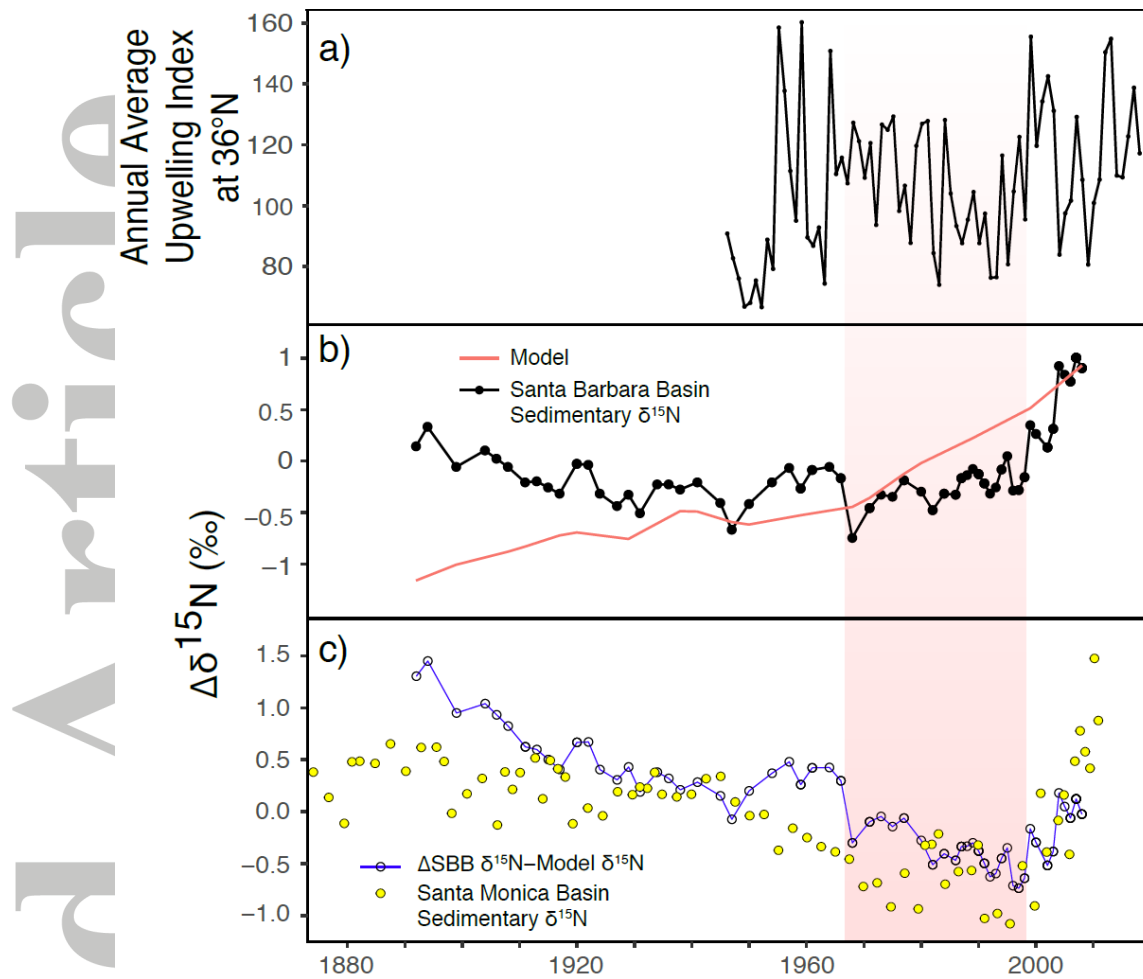 d Article
Annual Average
Upwelling Index
at 36°N
a)
160
140
120
100
80
b)
Model
Santa Barbara Basin
Sedimentary δ¹⁵N
1
0.5
0
−0.5
−1
Δδ¹⁵N (‰)
c)
1.5
1.0
0.5
0.0
-0.5
-1.0
ΔSBB δ¹⁵N–Model δ¹⁵N
Santa Monica Basin
Sedimentary δ¹⁵N
1880
1920
1960
2000